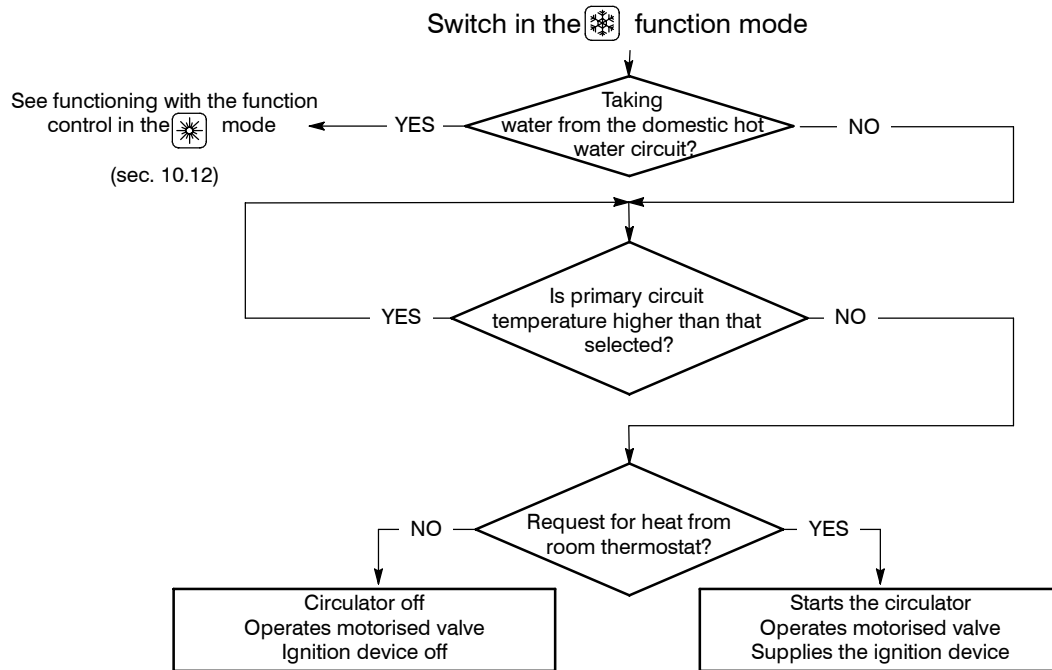 Switch in the function mode
Taking
water from the domestic hot
water circuit?
YES
NO
See functioning with the function
control in the mode
(sec. 10.12)
Is primary circuit
temperature higher than that
selected?
YES
NO
Request for heat from
room thermostat?
NO
YES
Circulator off
Operates motorised valve
Ignition device off
Starts the circulator
Operates motorised valve
Supplies the ignition device